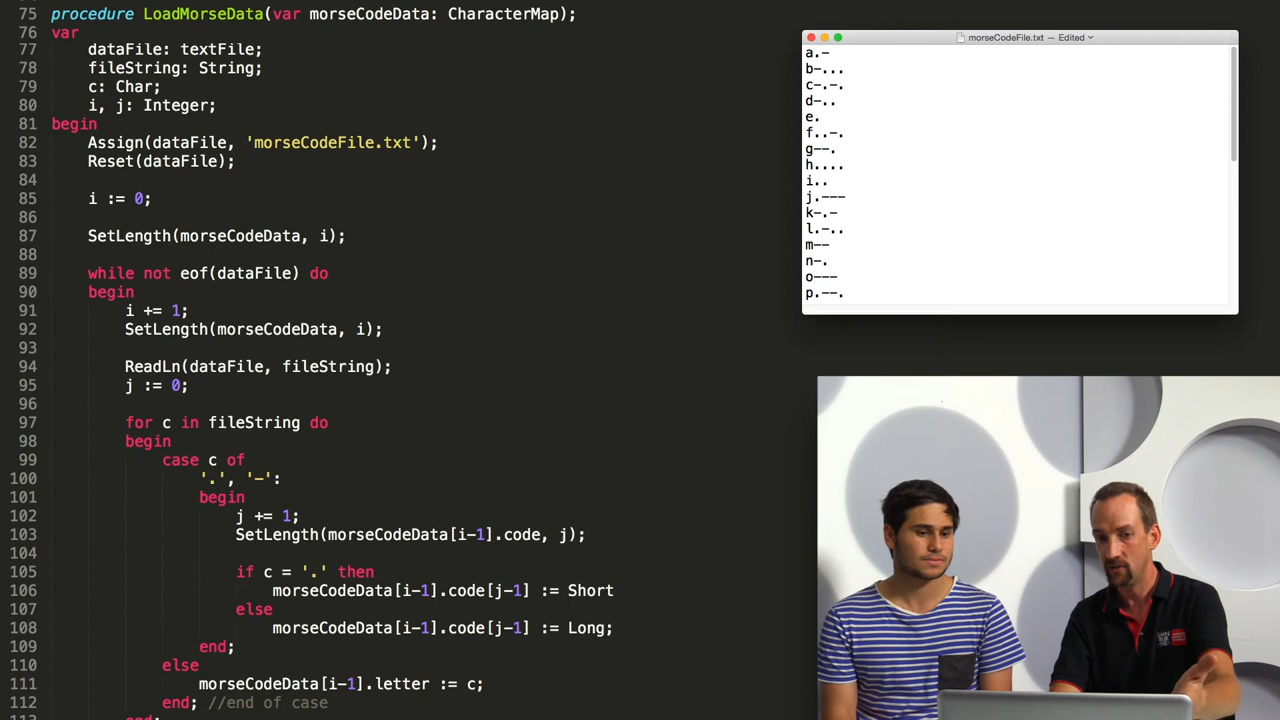 75 procedure LoadMorseData(var morseCodeData: CharacterMap);
76 var
77 dataFile: textFile;
78 fileString: String;
79 c: Char;
80 i, j: Integer;
81 begin
82 Assign(dataFile, 'morseCodeFile.txt');
83 Reset(dataFile);
84
85 i := 0;
86
87 SetLength(morseCodeData, i);
88
89 while not eof(dataFile) do
90 begin
91 i += 1;
92 SetLength(morseCodeData, i);
93
94 ReadLn(dataFile, fileString);
95 j := 0;
96
97 for c in fileString do
98 begin
99 case c of
100 '.', '-':
101 begin
102 j += 1;
103 SetLength(morseCodeData[i-1].code, j);
104
105 if c = '.' then
106 morseCodeData[i-1].code[j-1] := Short
107 else
108 morseCodeData[i-1].code[j-1] := Long;
109 end;
110 else
111 morseCodeData[i-1].letter := c;
112 end; //end of case
morseCodeFile.txt — Edited
a.-
b-...
c-.-.
d-..
e.
f..-.
g--.
h....
i..
j.---
k-.-
l.-..
m--
n-.
o---
p.--.